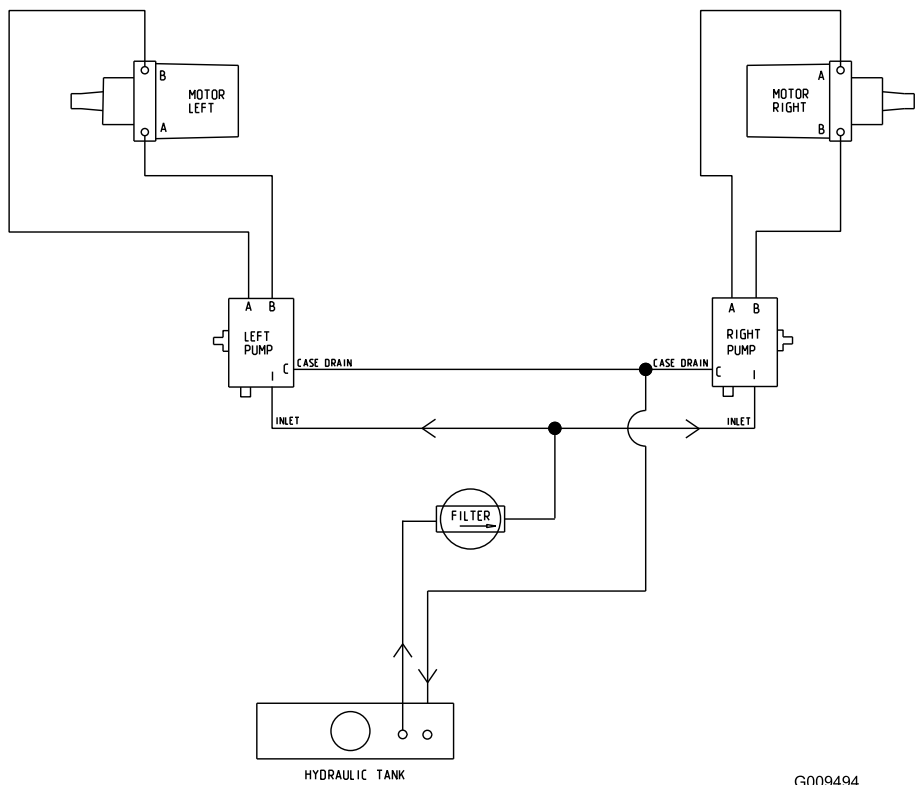 B
MOTOR
LEFT
A
A
MOTOR
RIGHT
B
A B
LEFT
PUMP
C
I
CASE DRAIN
INLET
A B
RIGHT
PUMP
C
I
CASE DRAIN
INLET
FILTER
HYDRAULIC TANK
G009494